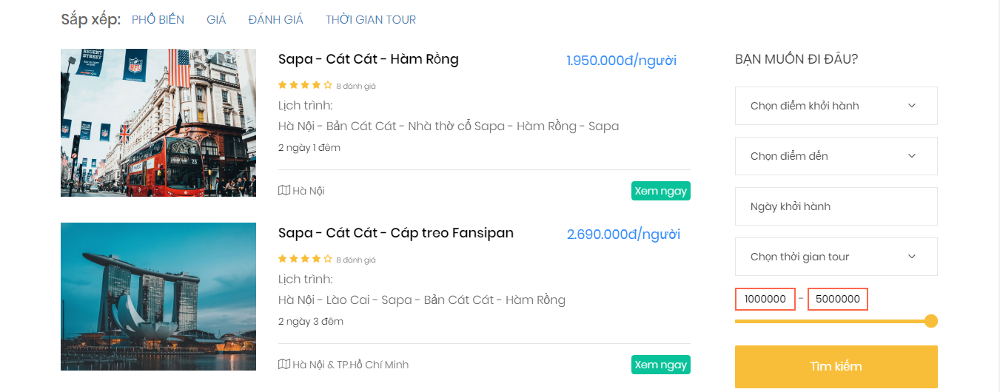 Sắp xếp: PHỔ BIẾN GIÁ ĐÁNH GIÁ THỜI GIAN TOUR
REGENT STREET
NFL
Sapa - Cát Cát - Hàm Rồng
1.950.000đ/người
8 đánh giá
Lịch trình:
Hà Nội - Bản Cát Cát - Nhà thờ cổ Sapa - Hàm Rồng - Sapa
2 ngày 1 đêm
Hà Nội
Xem ngay
23
Sapa - Cát Cát - Cáp treo Fansipan
2.690.000đ/người
8 đánh giá
Lịch trình:
Hà Nội - Lào Cai - Sapa - Bản Cát Cát - Hàm Rồng
2 ngày 3 đêm
Hà Nội & TP.Hồ Chí Minh
Xem ngay
BẠN MUỐN ĐI ĐÂU?
Chọn điểm khởi hành
Chọn điểm đến
Ngày khởi hành
Chọn thời gian tour
1000000 - 5000000
Tìm kiếm